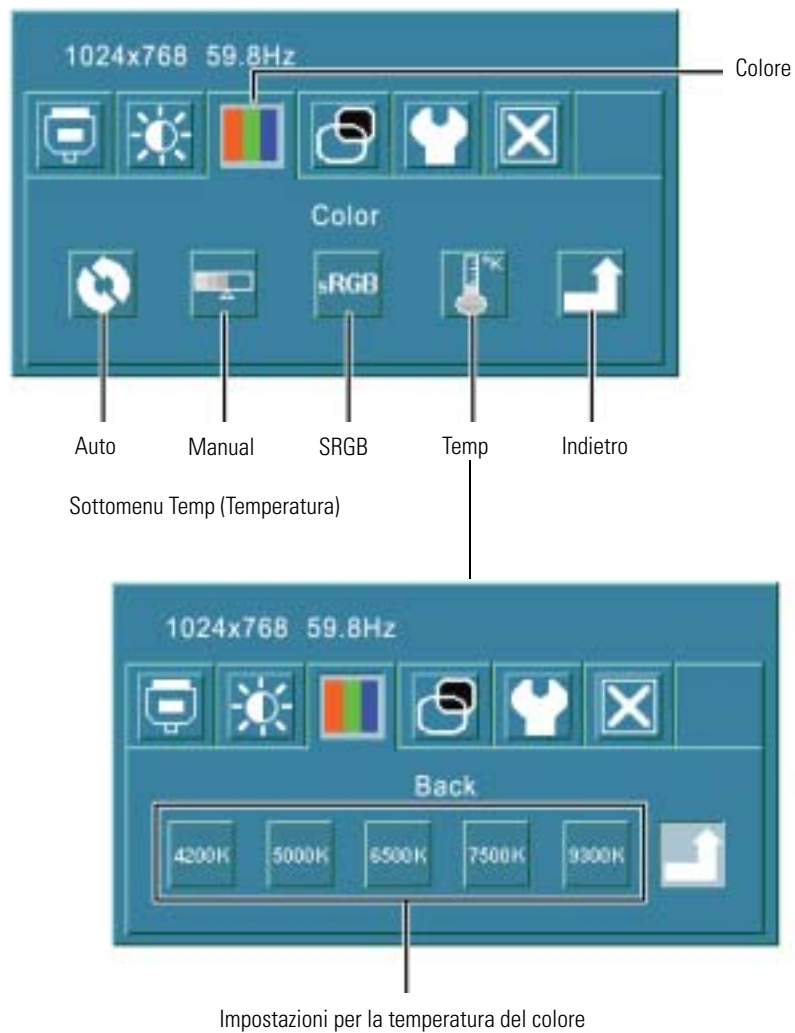 1024x768 59.8Hz
Colore
Color
sRGB
°K
Auto Manual SRGB Temp Indietro
Sottomenu Temp (Temperatura)
1024x768 59.8Hz
Back
4200K 5000K 6500K 7500K 9300K
Impostazioni per la temperatura del colore